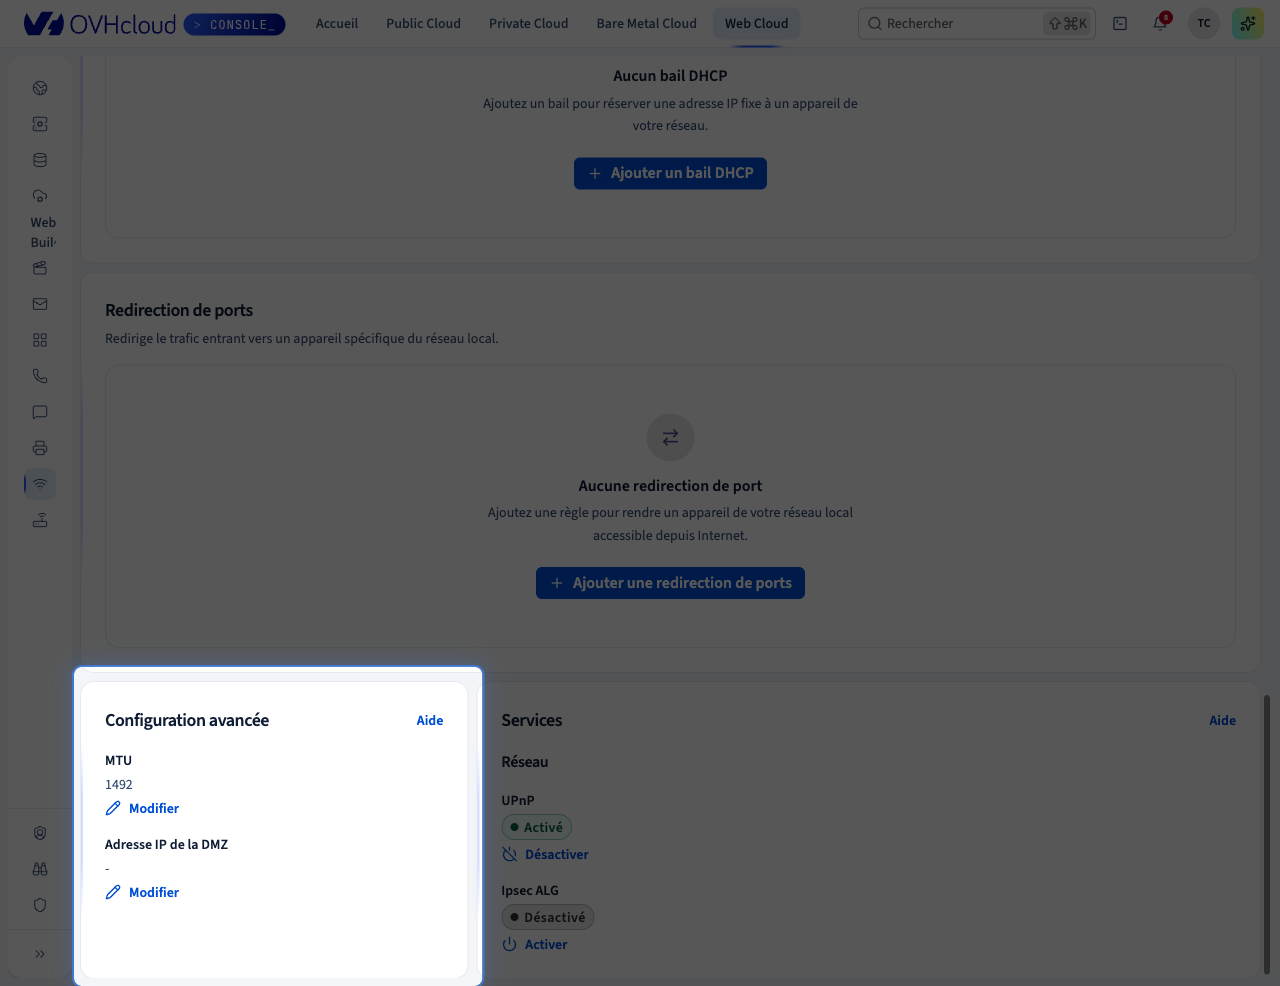 OVHcloud
> CONSOLE_
Accueil
Public Cloud
Private Cloud
Bare Metal Cloud
Web Cloud
Rechercher
⇧⌘K
8
TC
Web
Buil
Aucun bail DHCP
Ajoutez un bail pour réserver une adresse IP fixe à un appareil de
votre réseau.
+ Ajouter un bail DHCP
Redirection de ports
Redirige le trafic entrant vers un appareil spécifique du réseau local.
Aucune redirection de port
Ajoutez une règle pour rendre un appareil de votre réseau local
accessible depuis Internet.
+ Ajouter une redirection de ports
Configuration avancée
Aide
MTU
1492
Modifier
Adresse IP de la DMZ
-
Modifier
Services
Aide
Réseau
UPnP
Activé
Désactiver
Ipsec ALG
Désactivé
Activer